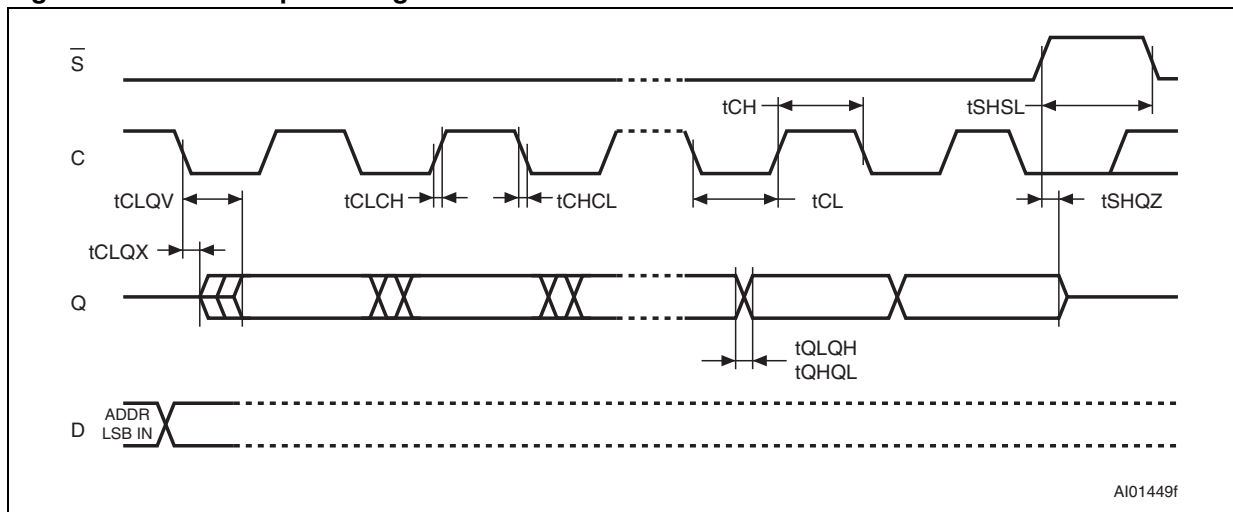 S
tCH
tSHSL
C
tCLQV
tCLCH
tCHCL
tCL
tSHQZ
tCLQX
Q
tQLQH
tQHQL
D
ADDR
LSB IN
AI01449f